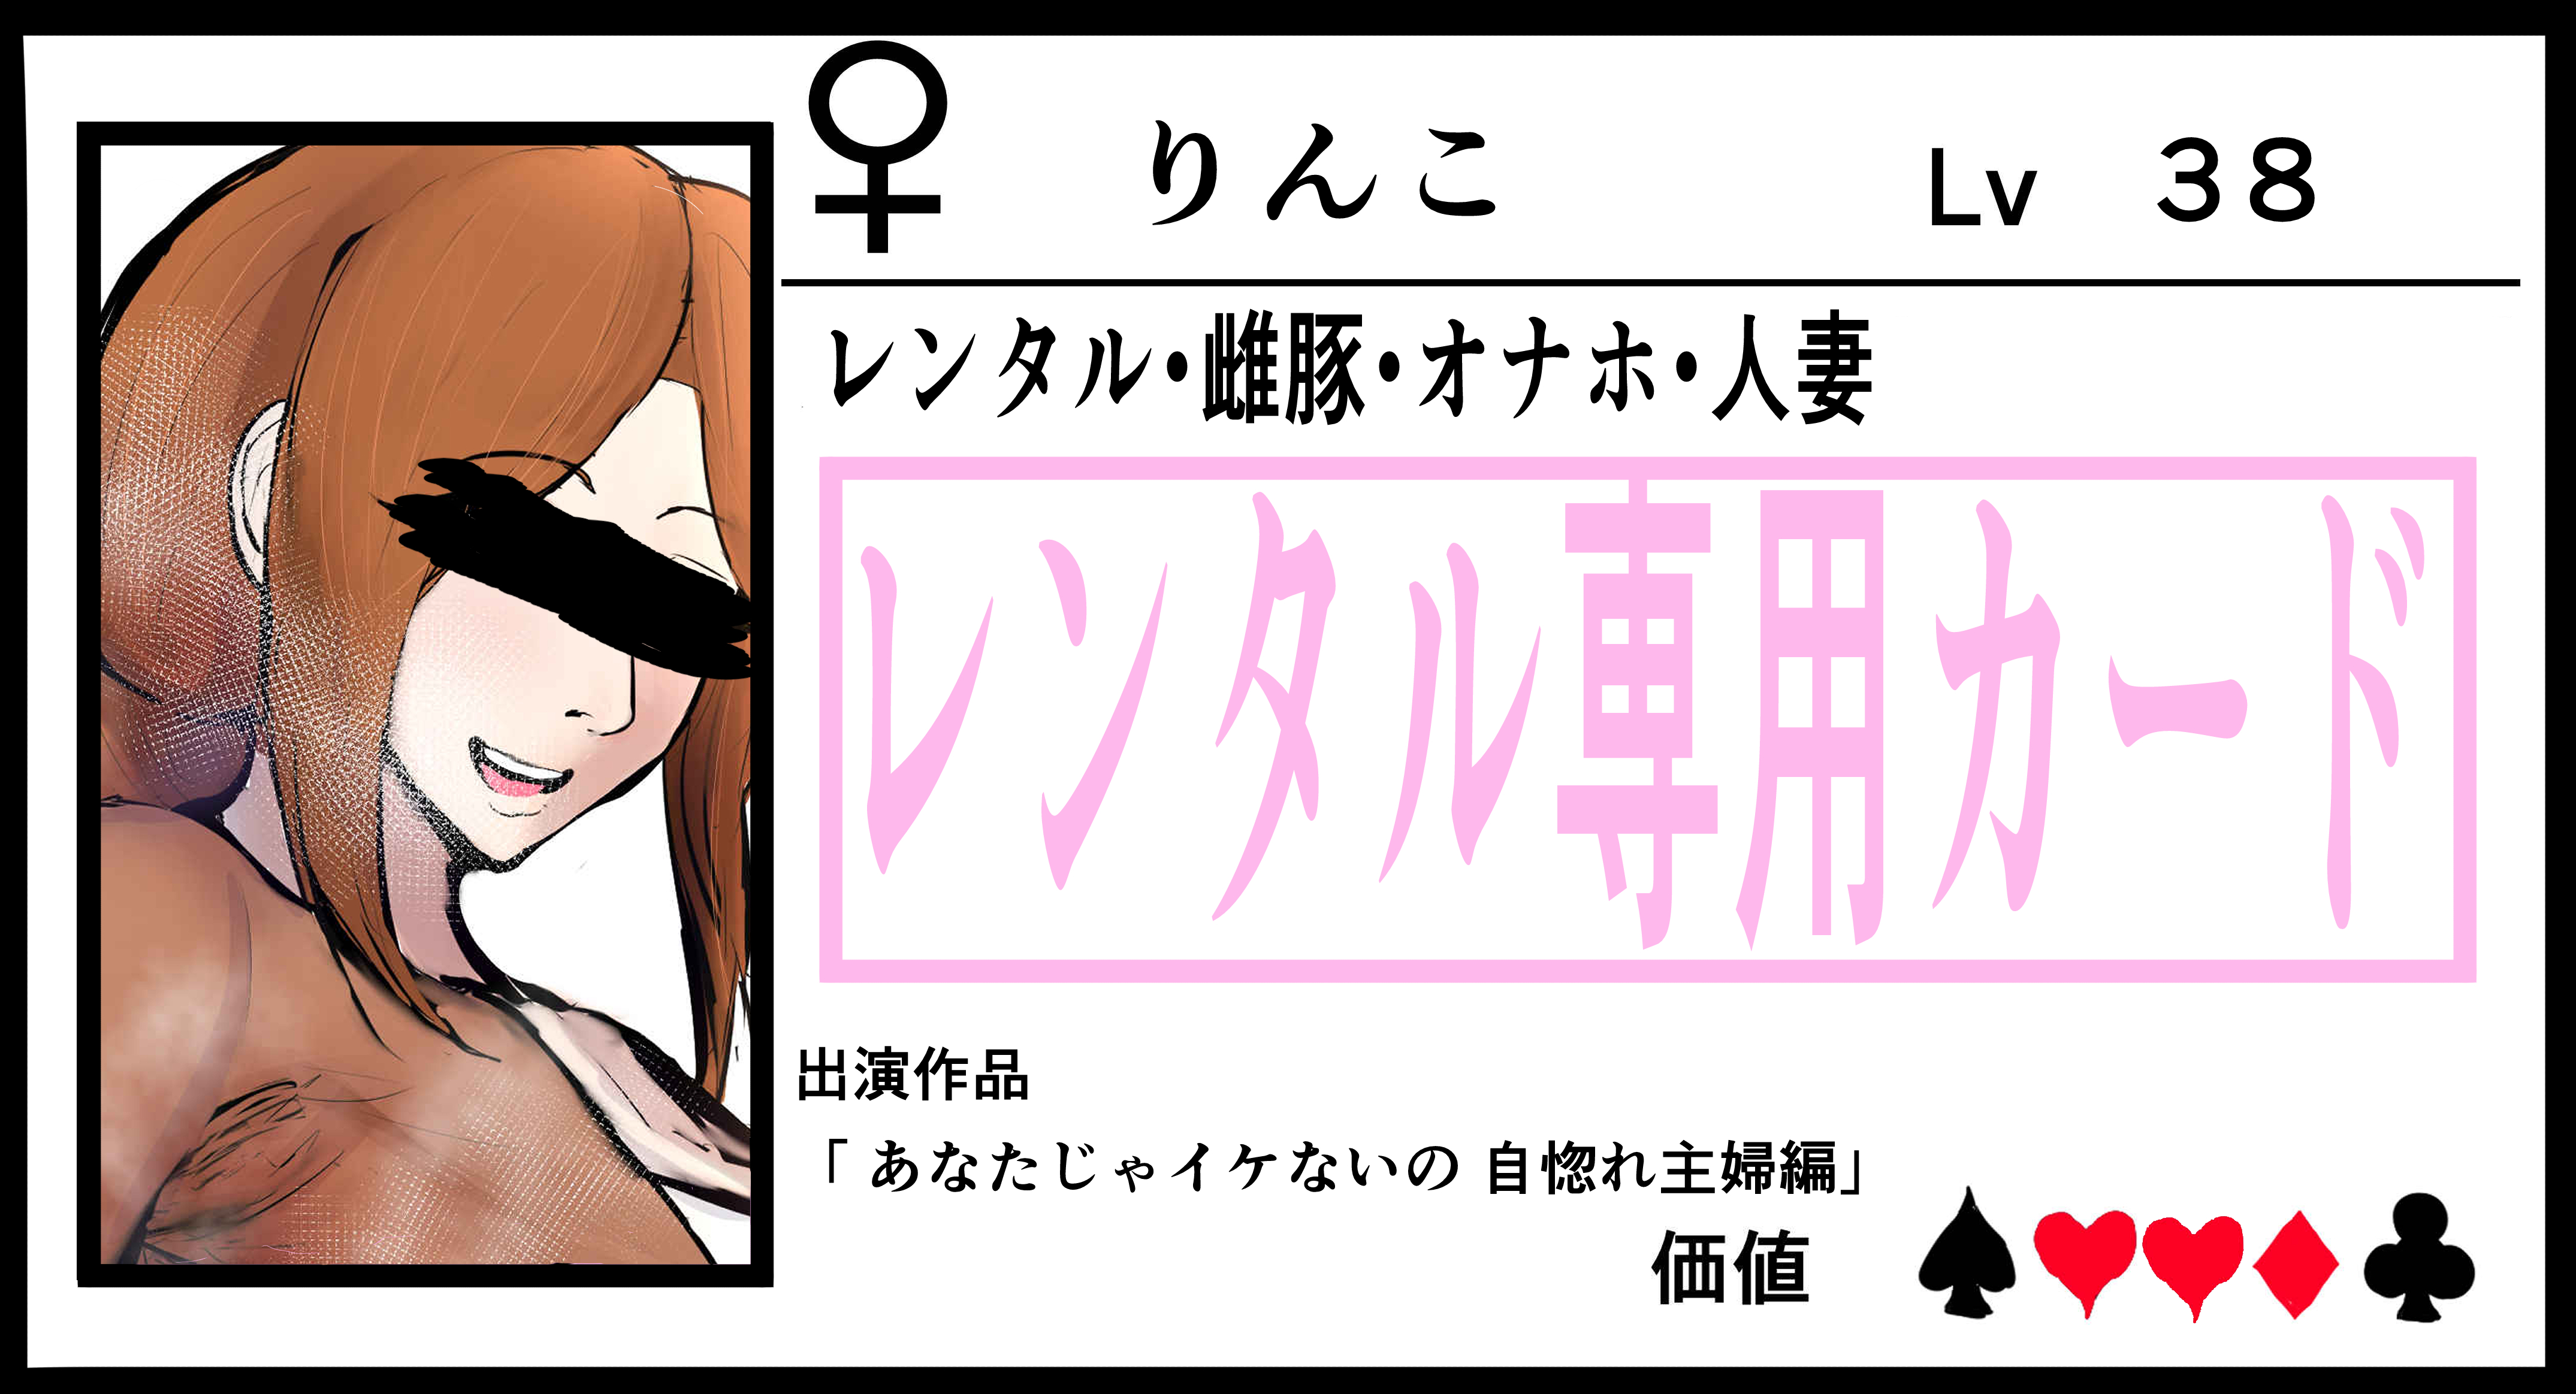 ♀ りんこ Lv 38
レンタル・雌豚・オナホ・人妻
レンタル専用カード
出演作品
「あなたじゃイケないの 自惚れ主婦編」
価値 ♠♥♥♦♣